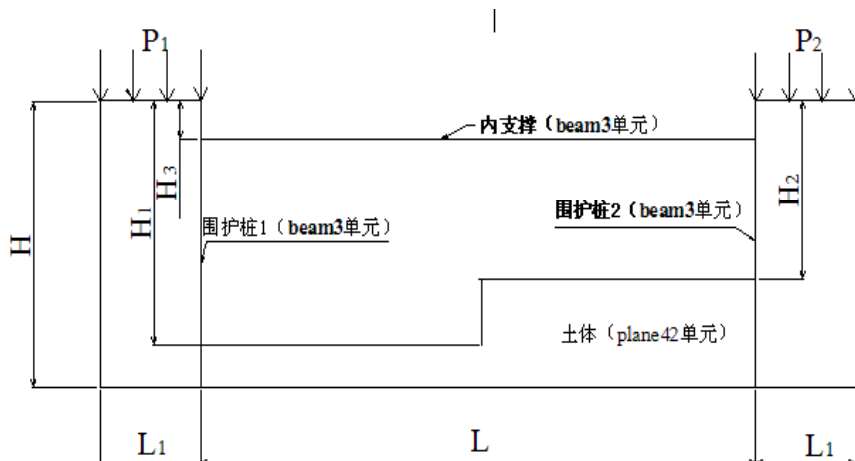 P1
P2
内支撑（beam3单元）
H3
H2
H1
围护桩1（beam3单元）
围护桩2（beam3单元）
H
土体（plane42单元）
L1
L
L1